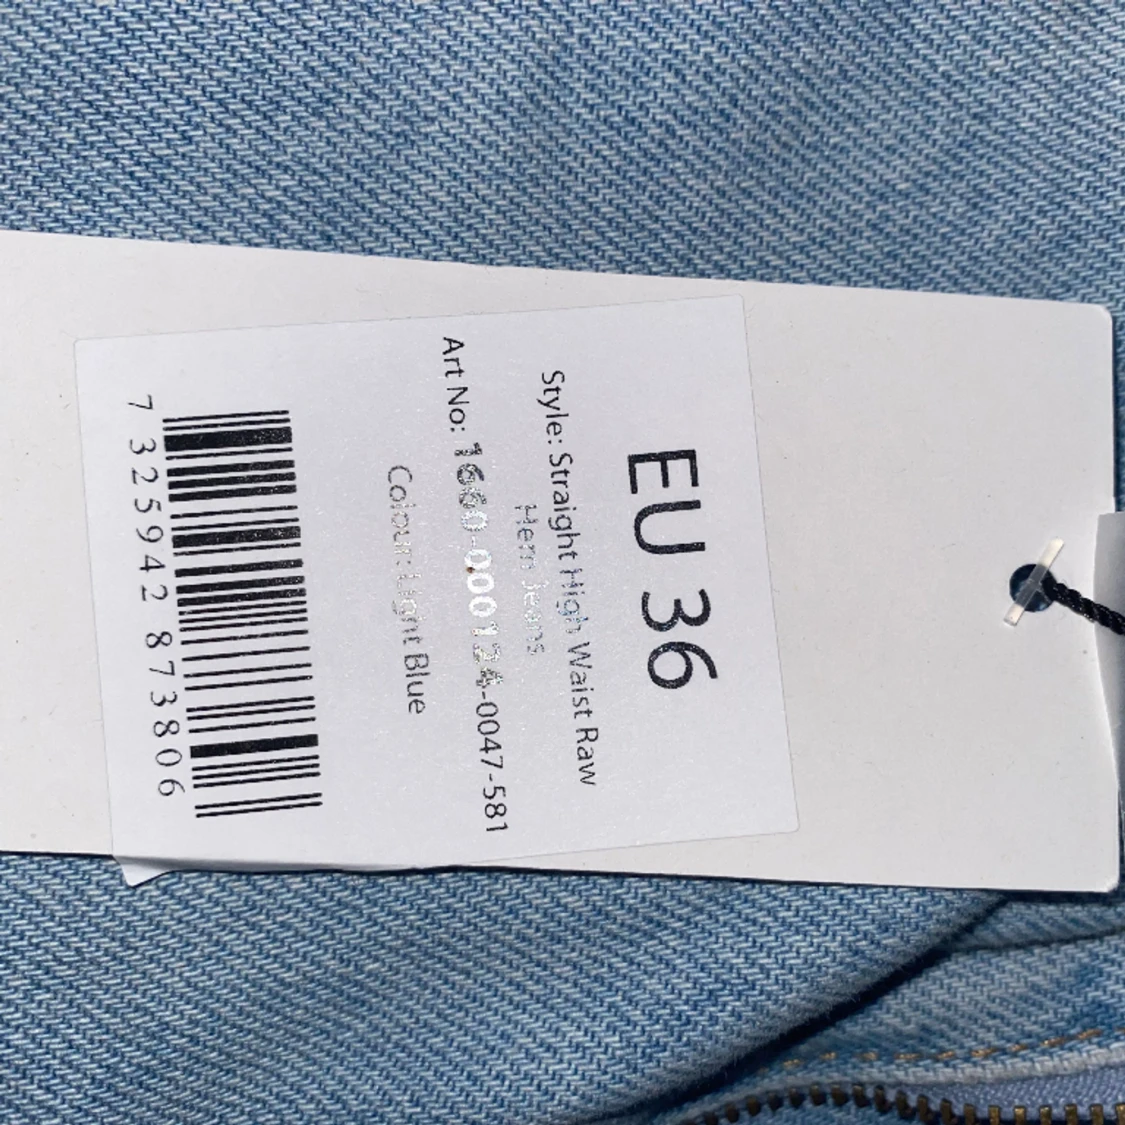 EU 36
Style: Straight High Waist Raw
Hem Jeans
Art No: 1660-000124-0047-581
Colour: Light Blue
7 325942 873806